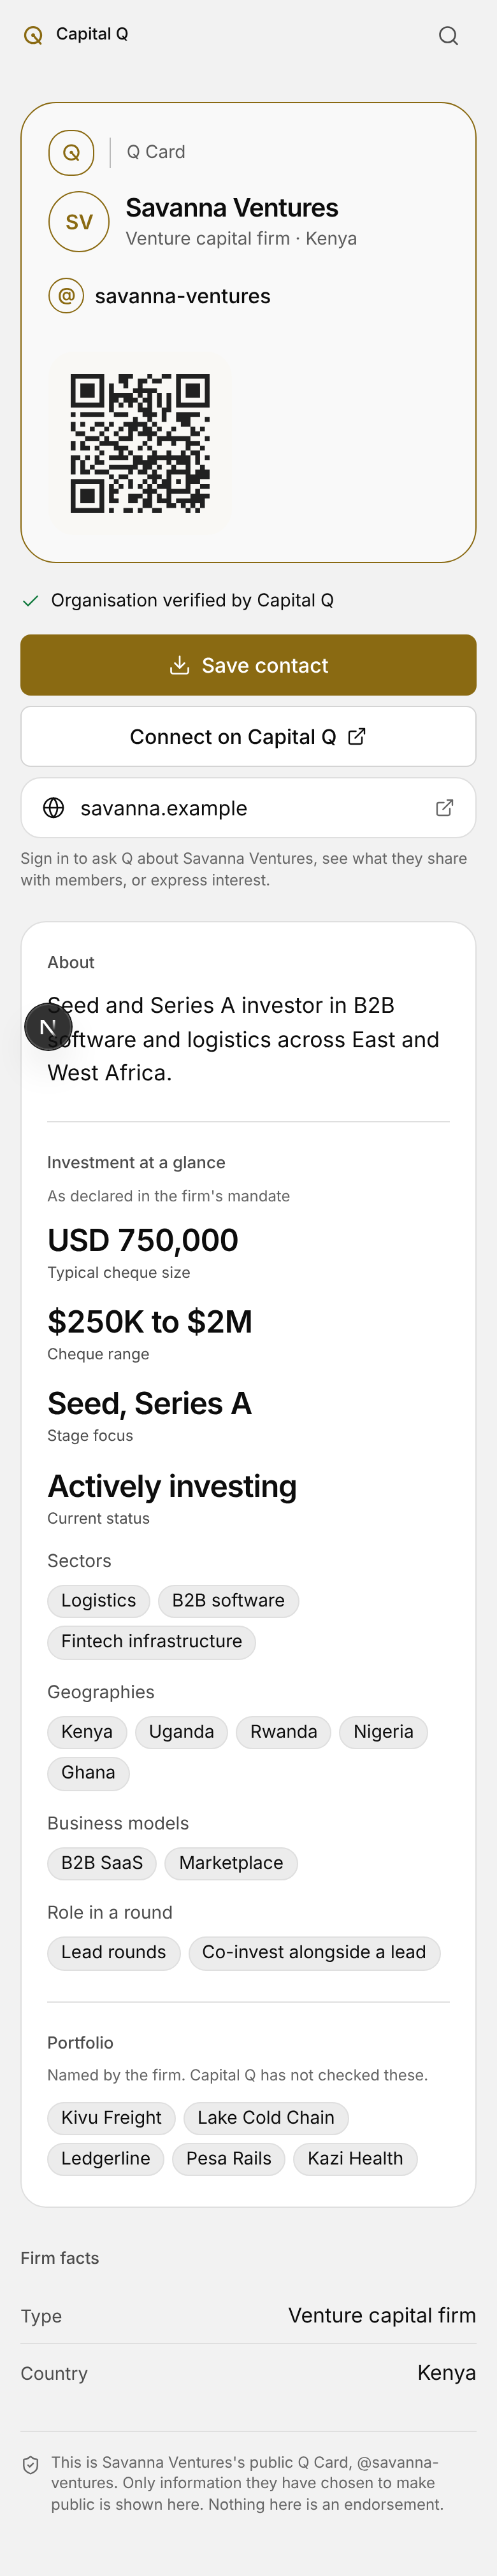 Capital Q
Q Card
SV
Savanna Ventures
Venture capital firm · Kenya
@ savanna-ventures
Organisation verified by Capital Q
Save contact
Connect on Capital Q
savanna.example
Sign in to ask Q about Savanna Ventures, see what they share
with members, or express interest.
About
Seed and Series A investor in B2B
software and logistics across East and
West Africa.
N
Investment at a glance
As declared in the firm's mandate
USD 750,000
Typical cheque size
$250K to $2M
Cheque range
Seed, Series A
Stage focus
Actively investing
Current status
Sectors
Logistics B2B software
Fintech infrastructure
Geographies
Kenya Uganda Rwanda Nigeria
Ghana
Business models
B2B SaaS Marketplace
Role in a round
Lead rounds Co-invest alongside a lead
Portfolio
Named by the firm. Capital Q has not checked these.
Kivu Freight Lake Cold Chain
Ledgerline Pesa Rails Kazi Health
Firm facts
Type Venture capital firm
Country Kenya
This is Savanna Ventures's public Q Card, @savanna-
ventures. Only information they have chosen to make
public is shown here. Nothing here is an endorsement.